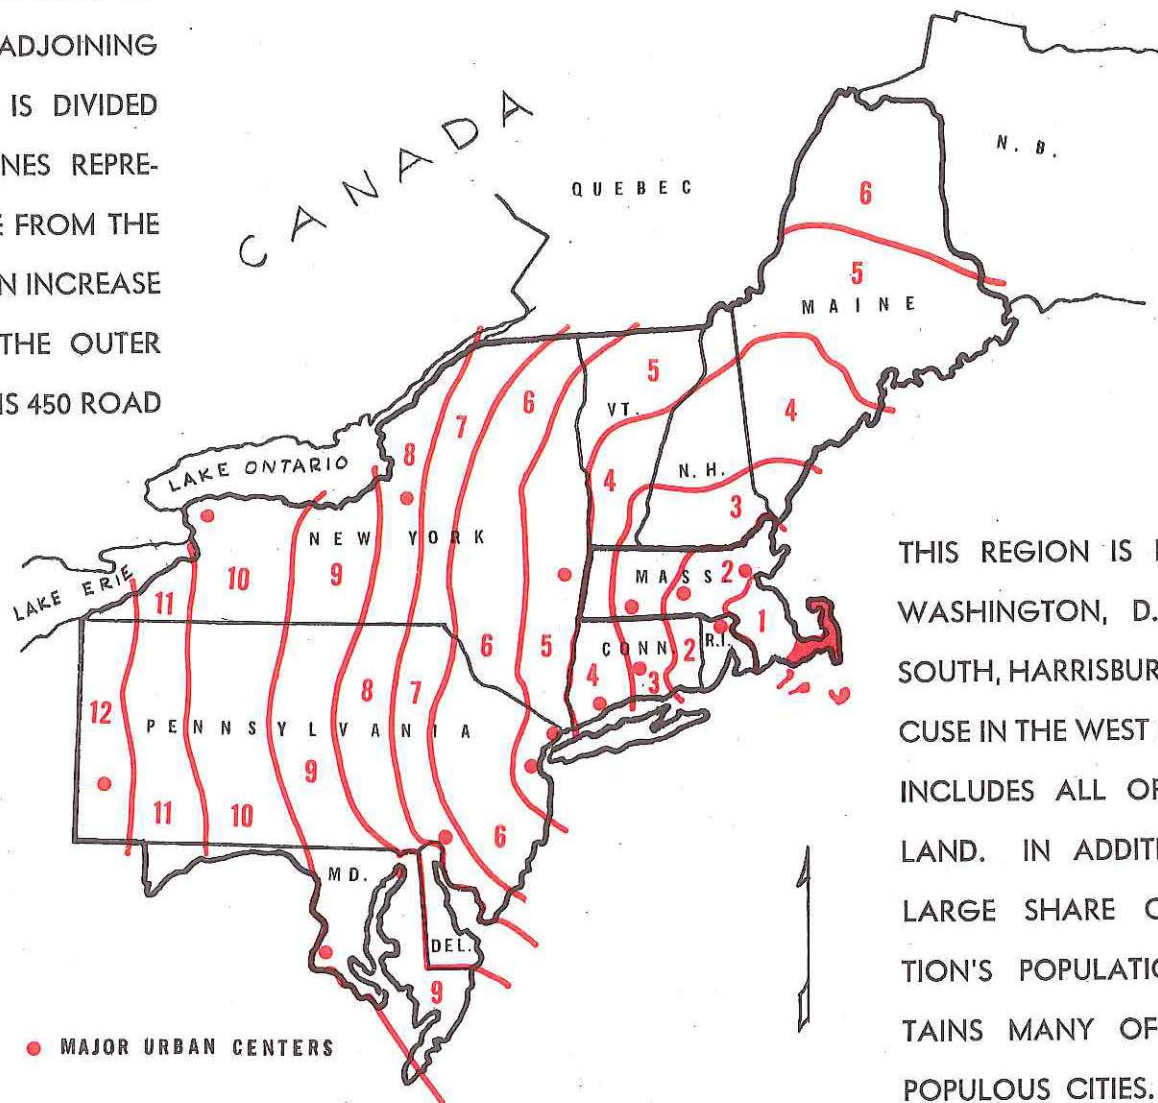 ADJOINING
IS DIVIDED
NES REPRE-
FROM THE
N INCREASE
THE OUTER
IS 450 ROAD
CANADA
QUEBEC
N. B.
6
5
MAINE
5
6
VT.
7
4
8
N. H.
4
LAKE ONTARIO
3
NEW YORK
10
9
MASS
2
LAKE ERIE
11
1
6
5
CONN.
2
R.I.
4
3
12
8
7
PENNSYLVANIA
9
11
10
6
MD.
DEL.
9
MAJOR URBAN CENTERS
THIS REGION IS
WASHINGTON, D.
SOUTH, HARRISBUR
CUSE IN THE WEST
INCLUDES ALL
LAND. IN ADDITI
LARGE SHARE
TION'S POPULATI
TAINS MANY OF
POPULOUS CITIES.